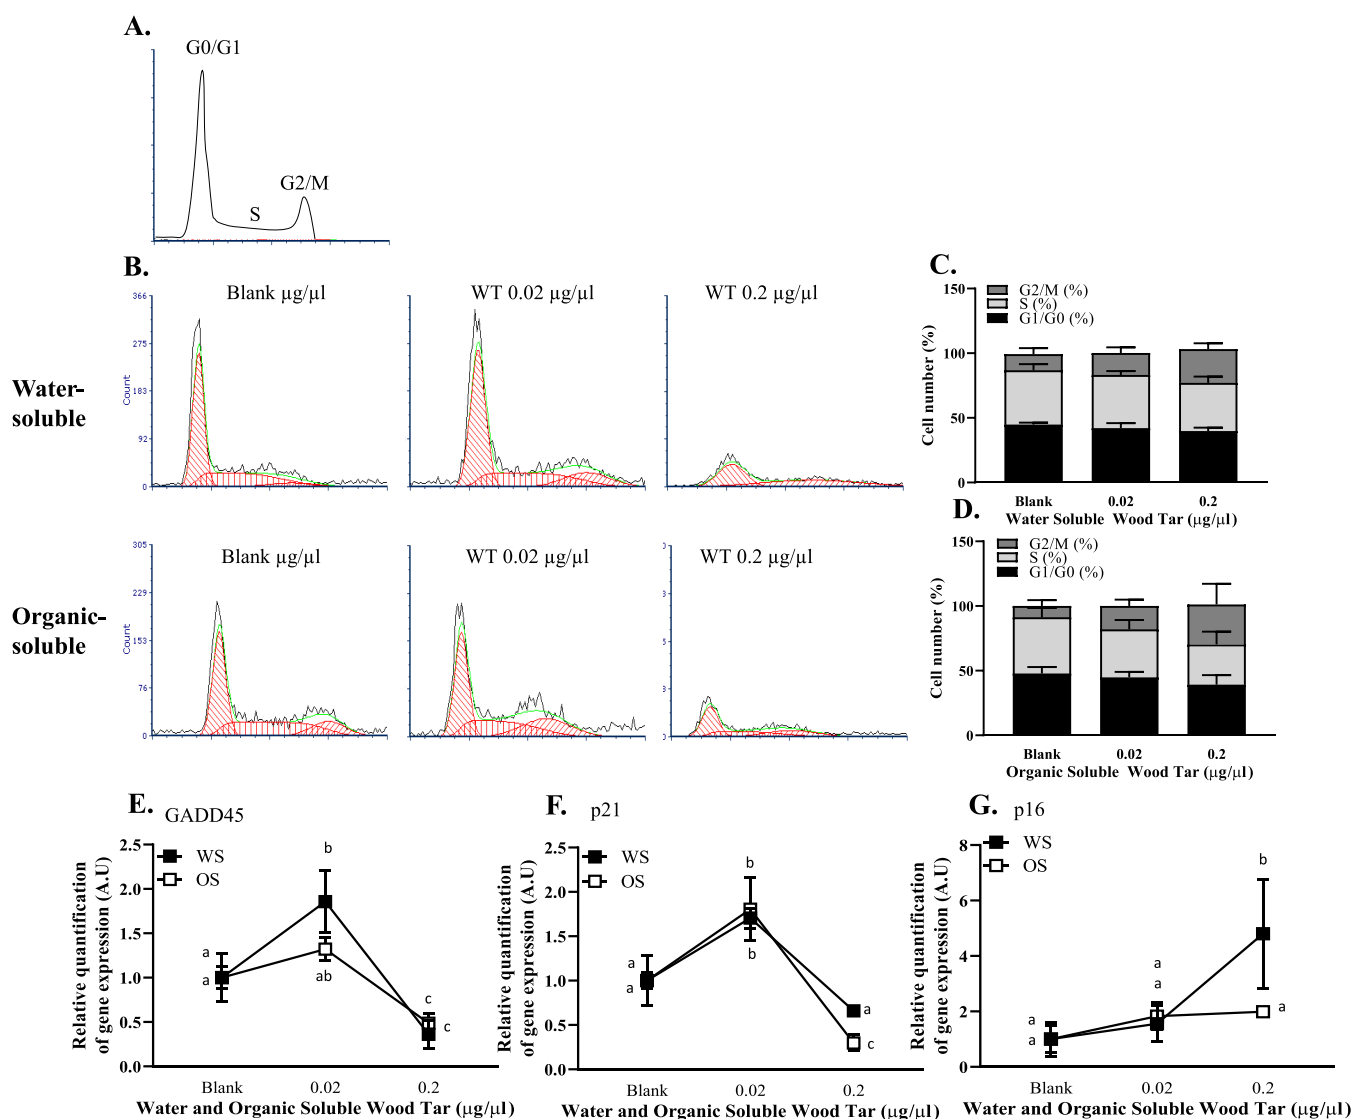 A.
G0/G1
G2/M
S
B.
Blank µg/µl
WT 0.02 µg/µl
WT 0.2 µg/µl
Water-
soluble
366
275
183
92
0
Count
Blank µg/µl
WT 0.02 µg/µl
WT 0.2 µg/µl
Organic-
soluble
305
229
153
76
0
Count
0
5
3
0
C.
G2/M (%)
S (%)
G1/G0 (%)
150
100
50
0
Cell number (%)
Blank
0.02
0.2
Water Soluble Wood Tar (µg/µl)
D.
G2/M (%)
S (%)
G1/G0 (%)
150
100
50
0
Cell number (%)
Blank
0.02
0.2
Organic Soluble Wood Tar (µg/µl)
E.
GADD45
WS
OS
2.5
2.0
1.5
1.0
0.5
0.0
Relative quantification
of gene expression (A.U)
a
a
b
ab
c
c
Blank
0.02
0.2
Water and Organic Soluble Wood Tar (µg/µl)
F.
p21
WS
OS
2.5
2.0
1.5
1.0
0.5
0.0
Relative quantification
of gene expression (A.U)
a
a
b
b
a
c
Blank
0.02
0.2
Water and Organic Soluble Wood Tar (µg/µl)
G.
p16
WS
OS
8
6
4
2
0
Relative quantification
of gene expression (A.U)
a
a
a
a
b
a
Blank
0.02
0.2
Water and Organic Soluble Wood Tar (µg/µl)